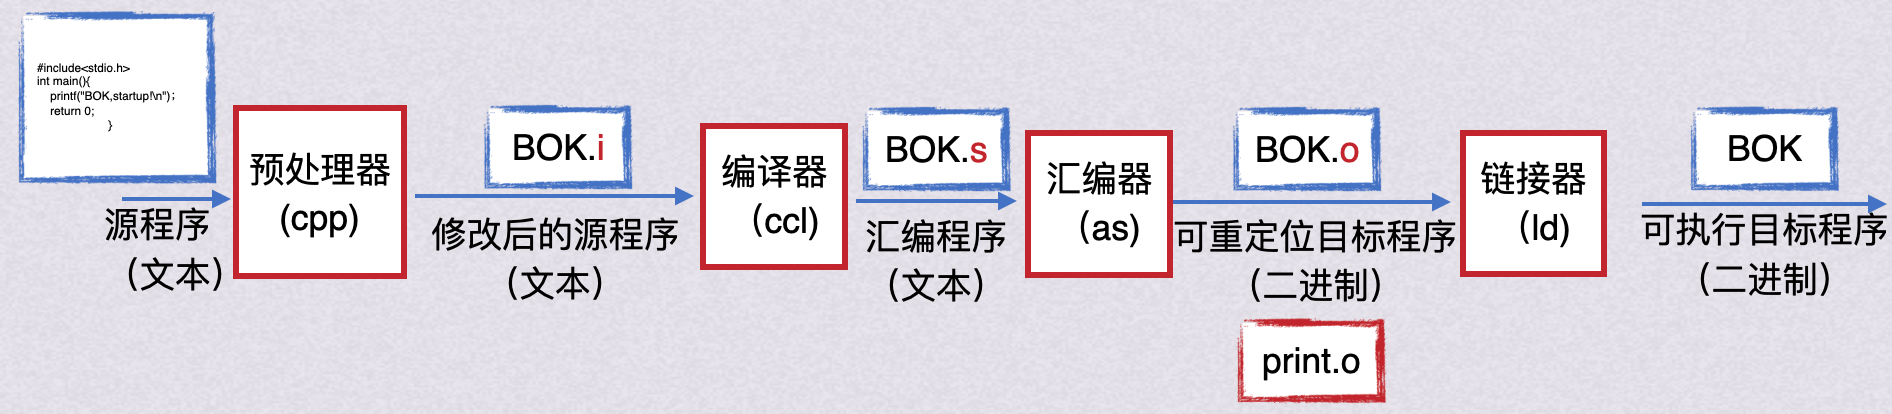 #include<stdio.h>
int main(){
printf("BOK,startup!\n");
return 0;
}
源程序
(文本)
预处理器
(cpp)
BOK.i
修改后的源程序
(文本)
编译器
(ccl)
BOK.s
汇编程序
(文本)
汇编器
(as)
BOK.o
可重定位目标程序
(二进制)
print.o
链接器
(ld)
BOK
可执行目标程序
(二进制)